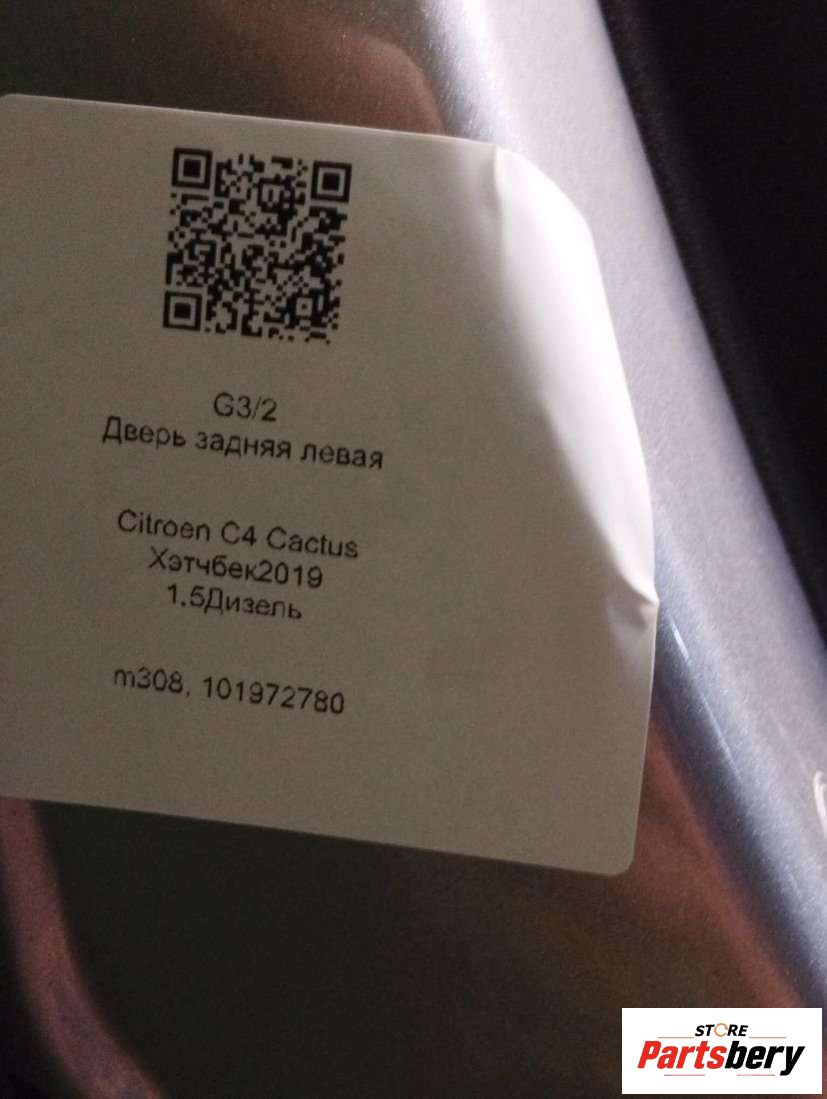 G3/2
Дверь задняя левая
Citroen C4 Cactus
Хэтчбек2019
1.5Дизель
m308, 101972780
STORE
Partsbery